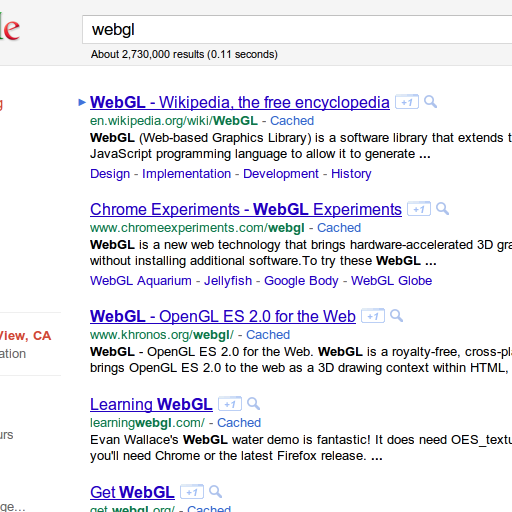 le
webgl
About 2,730,000 results (0.11 seconds)
WebGL - Wikipedia, the free encyclopedia +1
en.wikipedia.org/wiki/WebGL - Cached
WebGL (Web-based Graphics Library) is a software library that extends t
JavaScript programming language to allow it to generate ...
Design - Implementation - Development - History
Chrome Experiments - WebGL Experiments +1
www.chromeexperiments.com/webgl - Cached
WebGL is a new web technology that brings hardware-accelerated 3D gra
without installing additional software.To try these WebGL ...
WebGL Aquarium - Jellyfish - Google Body - WebGL Globe
WebGL - OpenGL ES 2.0 for the Web +1
www.khronos.org/webgl/ - Cached
View, CA
ation
WebGL - OpenGL ES 2.0 for the Web. WebGL is a royalty-free, cross-pla
brings OpenGL ES 2.0 to the web as a 3D drawing context within HTML,
Learning WebGL +1
learningwebgl.com/ - Cached
urs
Evan Wallace's WebGL water demo is fantastic! It does need OES_textu
you'll need Chrome or the latest Firefox release. ...
Get WebGL +1
ge...
get.webgl.org/ - Cached